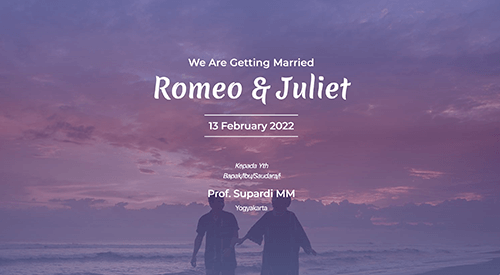 We Are Getting Married
Romeo & Juliet
13 February 2022
Kepada Yth
Bapak/Ibu/Saudara/i
Prof. Supardi MM
Yogyakarta